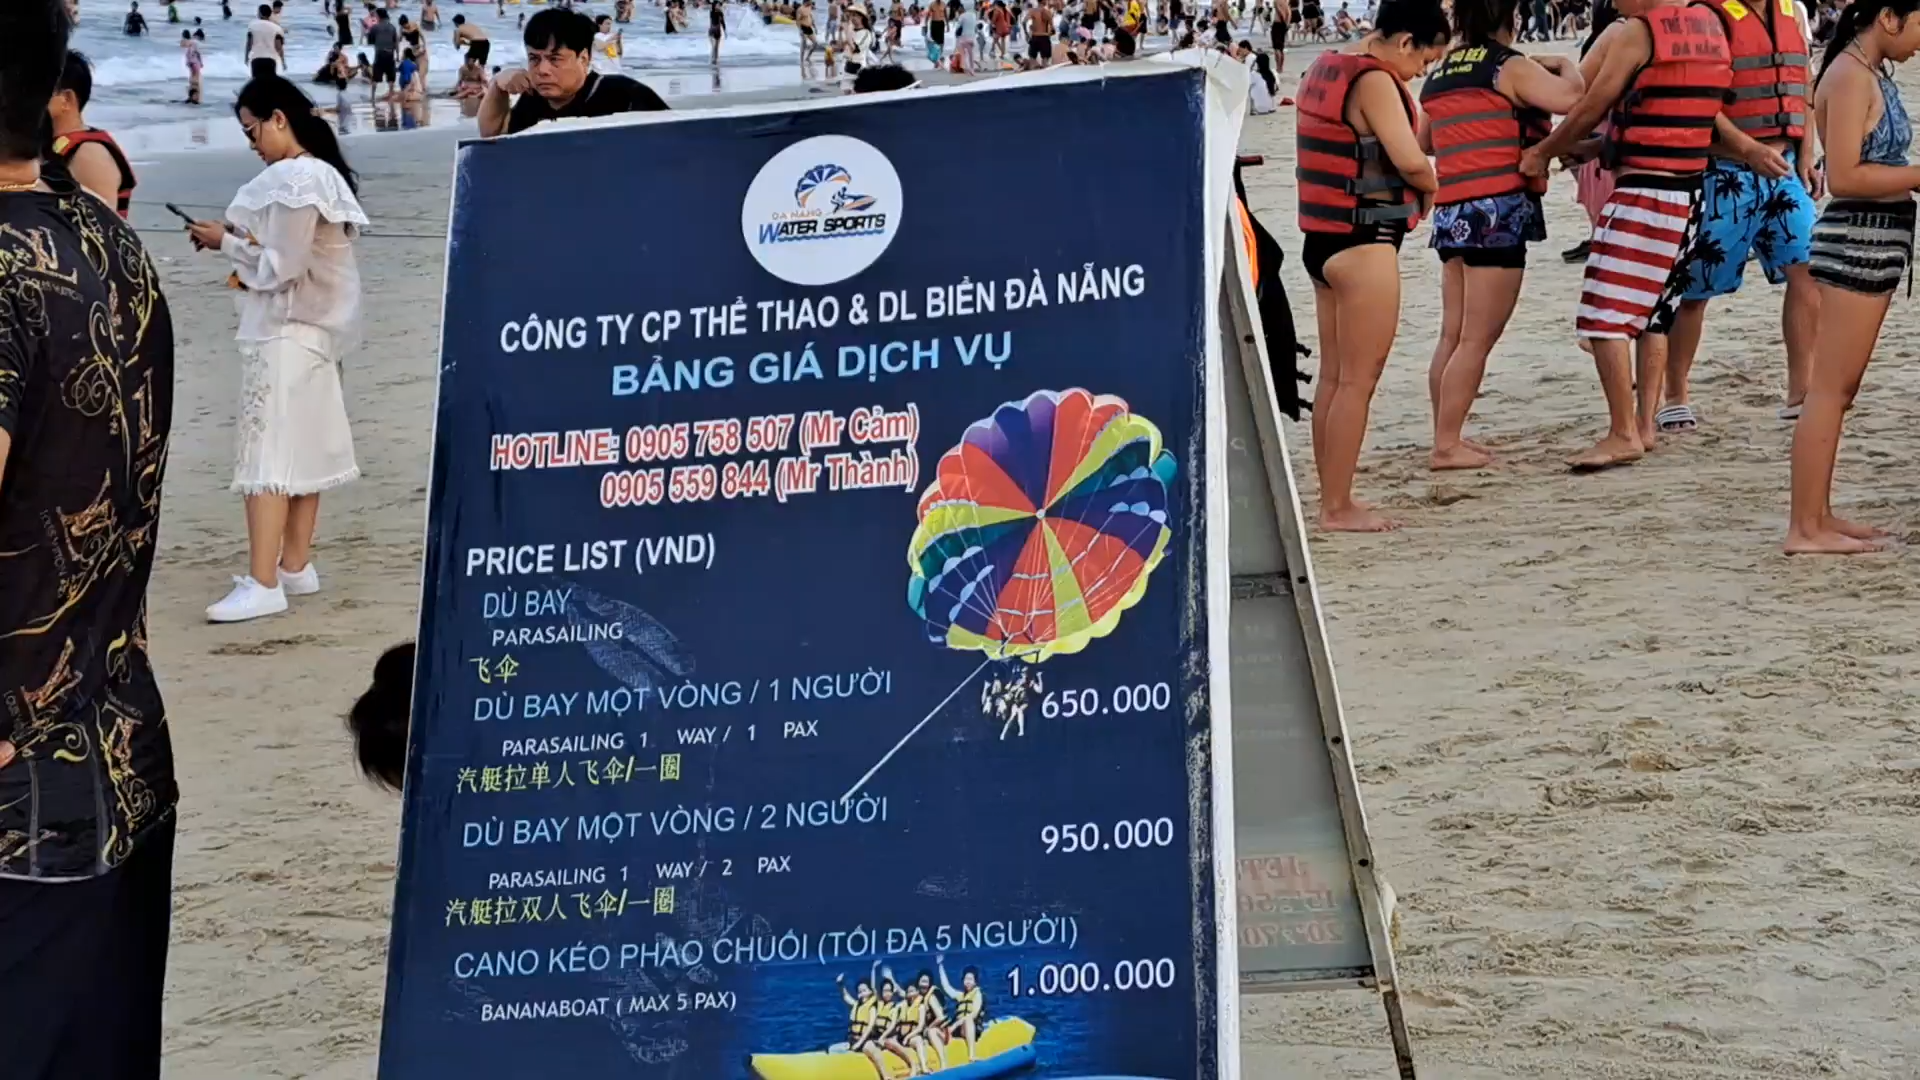 DA NANG
WATER SPORTS
CÔNG TY CP THỂ THAO & DL BIỂN ĐÀ NẴNG
BẢNG GIÁ DỊCH VỤ
HOTLINE: 0905 758 507 (Mr Cảm)
0905 559 844 (Mr Thành)
PRICE LIST (VND)
DÙ BAY
PARASAILING
飞伞
DÙ BAY MỘT VÒNG / 1 NGƯỜI 650.000
PARASAILING 1 WAY / 1 PAX
汽艇拉单人飞伞/一圈
DÙ BAY MỘT VÒNG / 2 NGƯỜI 950.000
PARASAILING 1 WAY / 2 PAX
汽艇拉双人飞伞/一圈
CANO KÉO PHAO CHUỐI (TỐI ĐA 5 NGƯỜI) 1.000.000
BANANABOAT ( MAX 5 PAX)
THỂ THAO
ĐÀ NẴNG